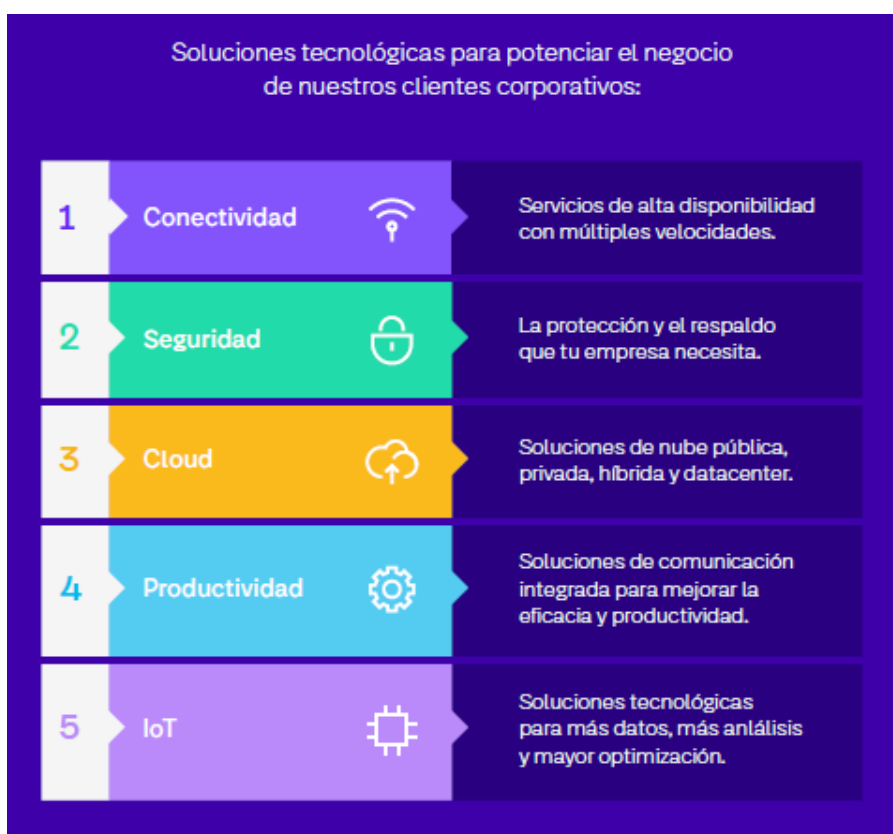 Soluciones tecnológicas para potenciar el negocio
de nuestros clientes corporativos:
1
Conectividad
Servicios de alta disponibilidad
con múltiples velocidades.
2
Seguridad
La protección y el respaldo
que tu empresa necesita.
3
Cloud
Soluciones de nube pública,
privada, híbrida y datacenter.
4
Productividad
Soluciones de comunicación
integrada para mejorar la
eficacia y productividad.
5
IoT
Soluciones tecnológicas
para más datos, más anlálisis
y mayor optimización.